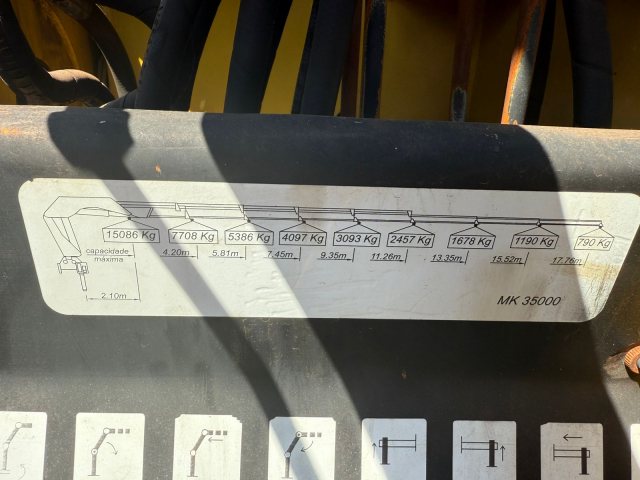 15086 Kg 7708 Kg 5386 Kg 4097 Kg 3093 Kg 2457 Kg 1678 Kg 1190 Kg 790 Kg
capacidade
máxima
4.20m 5.81m 7.45m 9.35m 11.26m 13.35m 15.52m 17.76m
2.10m
MK 35000